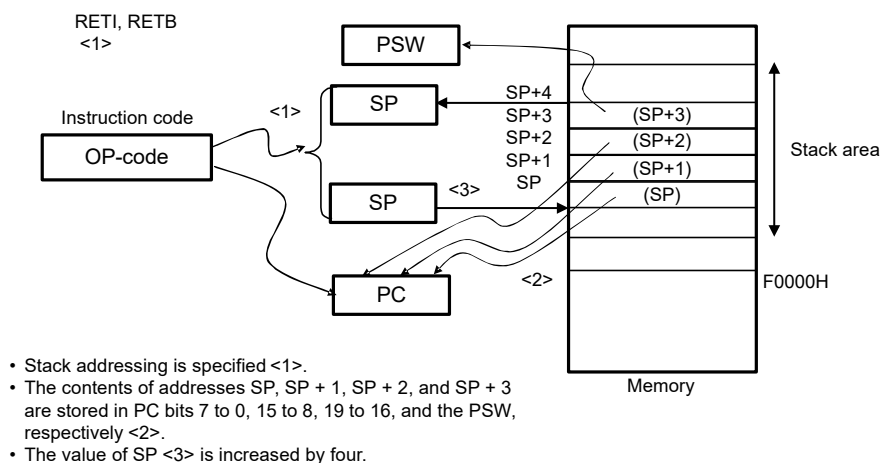 RETI, RETB
<1>
PSW
SP+4
SP
<1>
SP+3
(SP+3)
Instruction code
SP+2
(SP+2)
OP-code
SP+1
(SP+1)
Stack area
SP
<3>
SP
(SP)
PC
<2>
F0000H
Memory
• Stack addressing is specified <1>.
• The contents of addresses SP, SP + 1, SP + 2, and SP + 3
are stored in PC bits 7 to 0, 15 to 8, 19 to 16, and the PSW,
respectively <2>.
• The value of SP <3> is increased by four.